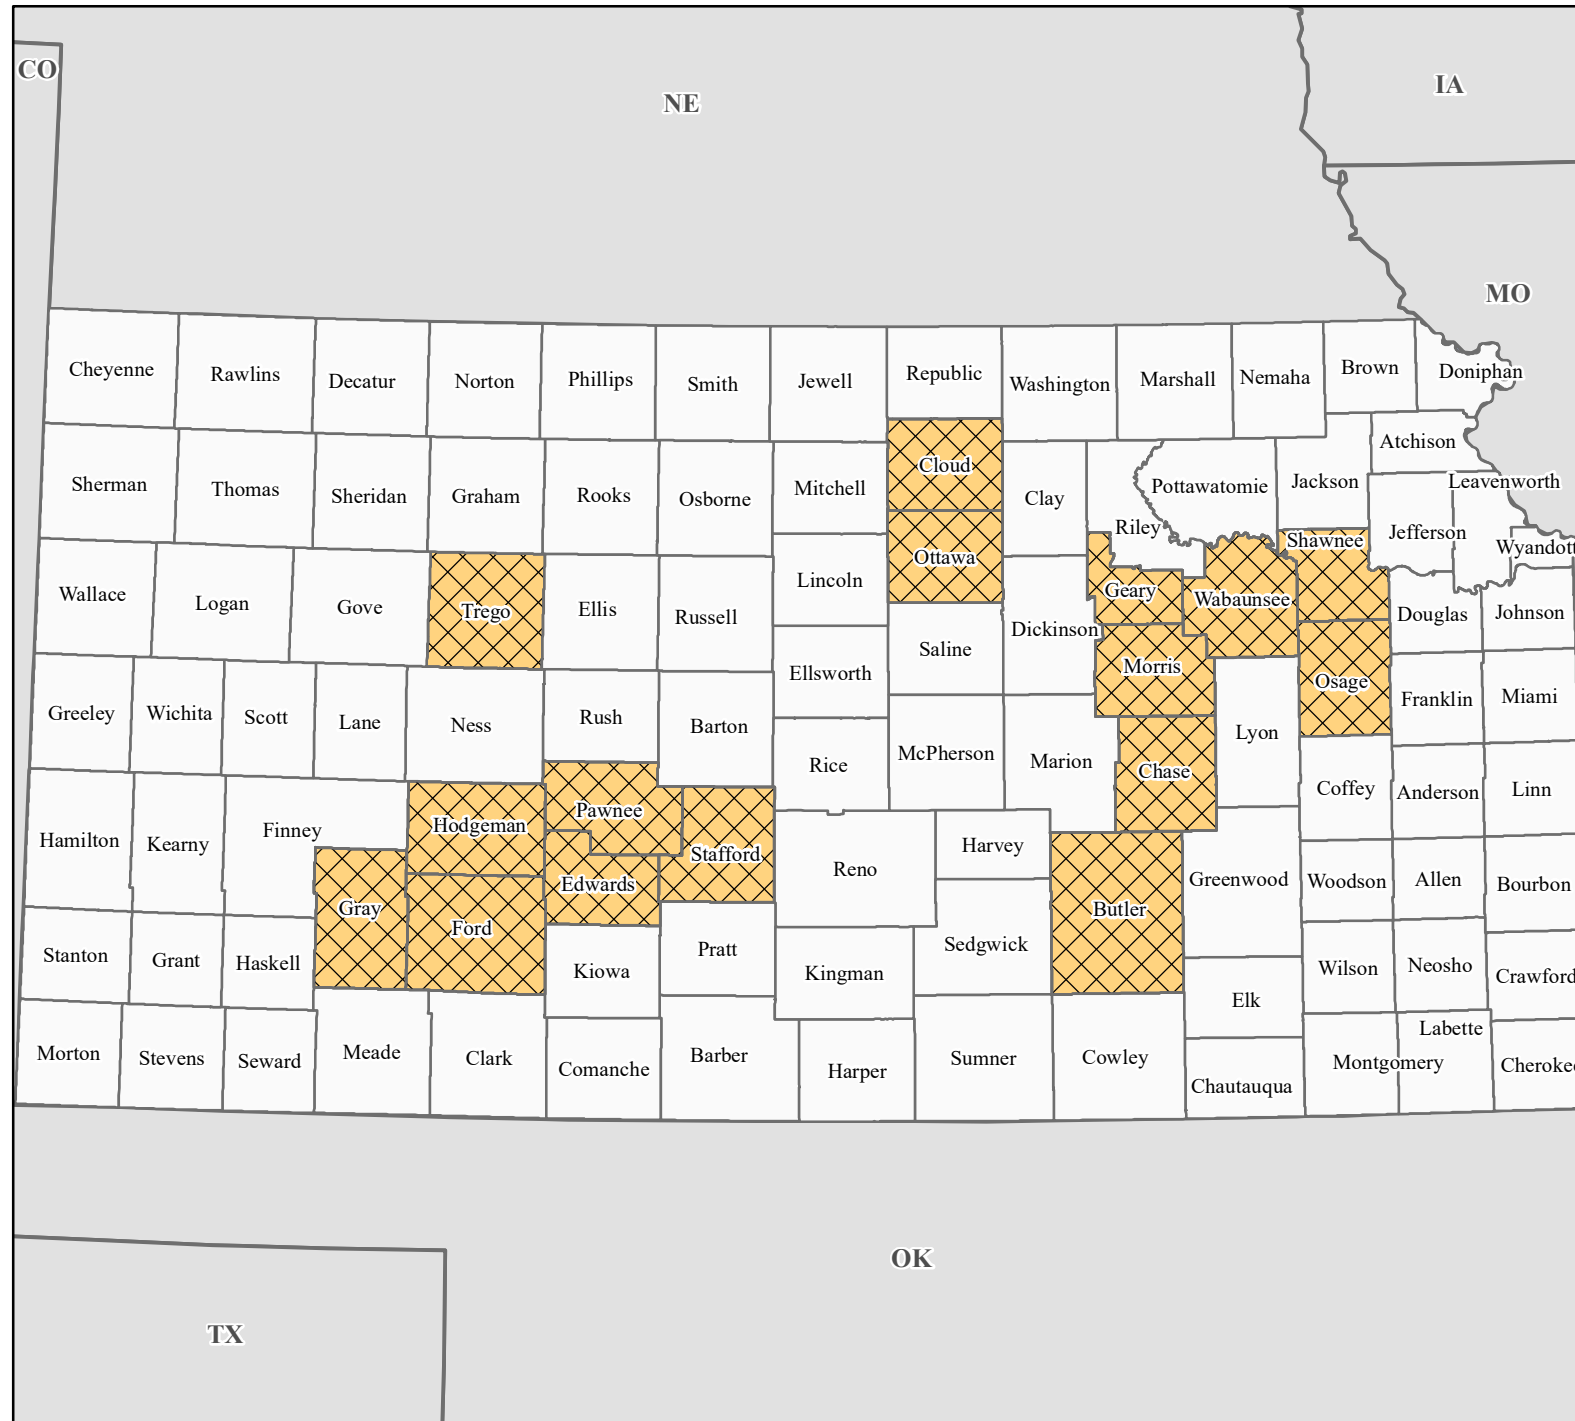 CO
NE
IA
MO
Cheyenne
Rawlins
Decatur
Norton
Phillips
Smith
Jewell
Republic
Washington
Marshall
Nemaha
Brown
Doniphan
Sherman
Thomas
Sheridan
Graham
Rooks
Osborne
Mitchell
Cloud
Clay
Riley
Pottawatomie
Jackson
Atchison
Leavenworth
Jefferson
Wyandott
Wallace
Logan
Gove
Trego
Ellis
Russell
Lincoln
Ottawa
Geary
Wabaunsee
Shawnee
Douglas
Johnson
Ellsworth
Saline
Dickinson
Morris
Osage
Franklin
Miami
Greeley
Wichita
Scott
Lane
Ness
Rush
Barton
Rice
McPherson
Marion
Chase
Lyon
Coffey
Anderson
Linn
Hamilton
Kearny
Finney
Hodgeman
Pawnee
Stafford
Edwards
Gray
Ford
Reno
Harvey
Butler
Greenwood
Woodson
Allen
Bourbon
Stanton
Grant
Haskell
Kiowa
Pratt
Kingman
Sedgwick
Elk
Wilson
Neosho
Crawford
Morton
Stevens
Seward
Meade
Clark
Comanche
Barber
Harper
Sumner
Cowley
Chautauqua
Montgomery
Labette
Cheroke
OK
TX